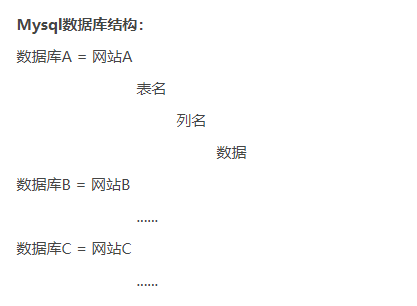 Mysql数据库结构：
数据库A = 网站A
表名
列名
数据
数据库B = 网站B
......
数据库C = 网站C
......